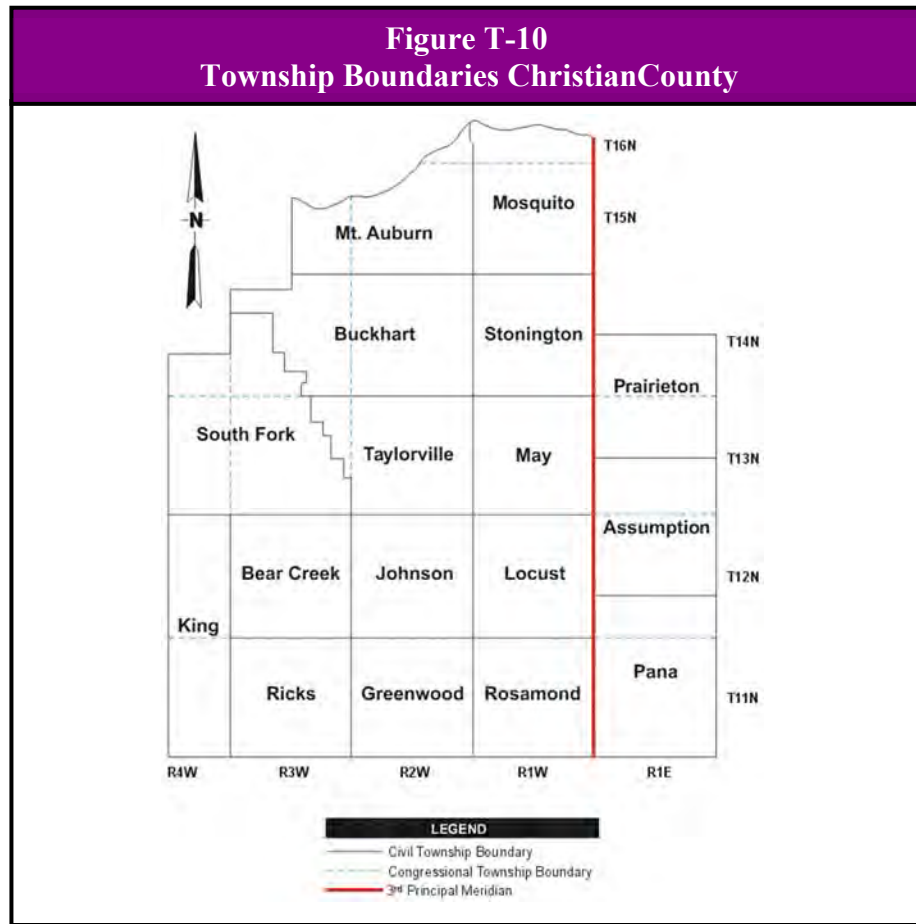 Figure T-10
Township Boundaries ChristianCounty
T16N
Mosquito
T15N
N
Mt. Auburn
Buckhart
Stonington
T14N
Prairieton
South Fork
Taylorville
May
T13N
Assumption
Bear Creek
Johnson
Locust
T12N
King
Pana
Ricks
Greenwood
Rosamond
T11N
R4W
R3W
R2W
R1W
R1E
LEGEND
Civil Township Boundary
Congressional Township Boundary
3rd Principal Meridian